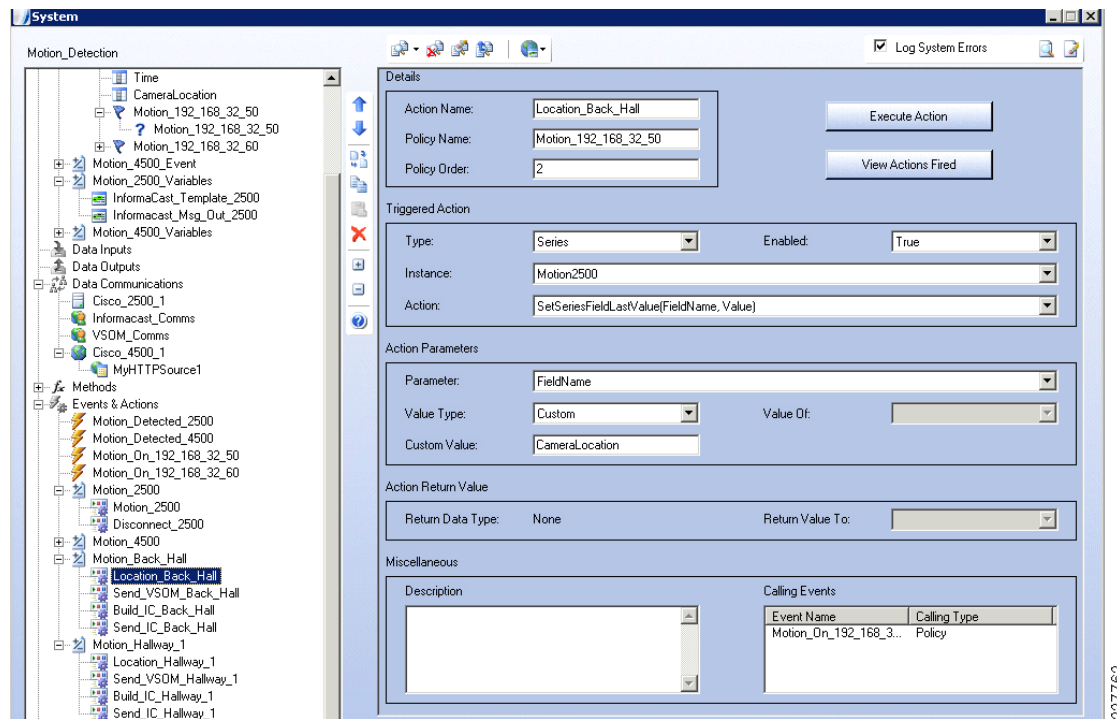 System
Motion_Detection
Log System Errors
Time
CameraLocation
Motion_192_168_32_50
? Motion_192_168_32_50
Motion_192_168_32_60
Motion_4500_Event
Motion_2500_Variables
InformaCast_Template_2500
Informacast_Msg_Out_2500
Motion_4500_Variables
Data Inputs
Data Outputs
Data Communications
Cisco_2500_1
Informacast_Comms
VSOM_Comms
Cisco_4500_1
MyHTTPSource1
fx Methods
Events & Actions
Motion_Detected_2500
Motion_Detected_4500
Motion_On_192_168_32_50
Motion_On_192_168_32_60
Motion_2500
Motion_2500
Disconnect_2500
Motion_4500
Motion_Back_Hall
Location_Back_Hall
Send_VSOM_Back_Hall
Build_IC_Back_Hall
Send_IC_Back_Hall
Motion_Hallway_1
Location_Hallway_1
Send_VSOM_Hallway_1
Build_IC_Hallway_1
Send_IC_Hallway_1
Details
Action Name: Location_Back_Hall
Execute Action
Policy Name: Motion_192_168_32_50
Policy Order: 2
View Actions Fired
Triggered Action
Type: Series Enabled: True
Instance: Motion2500
Action: SetSeriesFieldLastValue(FieldName, Value)
Action Parameters
Parameter: FieldName
Value Type: Custom Value Of:
Custom Value: CameraLocation
Action Return Value
Return Data Type: None Return Value To:
Miscellaneous
Description
Calling Events
Event Name Calling Type
Motion_On_192_168_3... Policy
227762